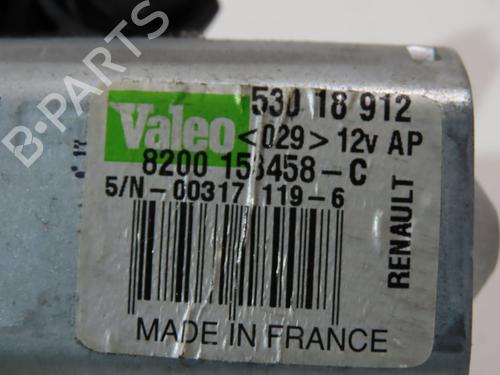 B-PARTS
Valeo
530 18 912
<029> 12v AP
8200 153458-C
S/N-00317 119-6
RENAULT
MADE IN FRANCE